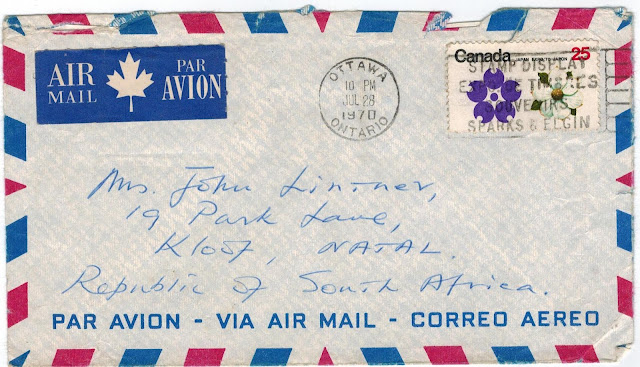 AIR
MAIL
PAR
AVION
OTTAWA
10 PM
JUL 28
1970
ONTARIO
Canada
25
STAMP DISPLAY
SOUVENIRS
SPARKS & ELGIN
Mrs. John Lintner,
19 Park Lane,
Kloof, NATAL.
Republic of South Africa.
PAR AVION - VIA AIR MAIL - CORREO AEREO